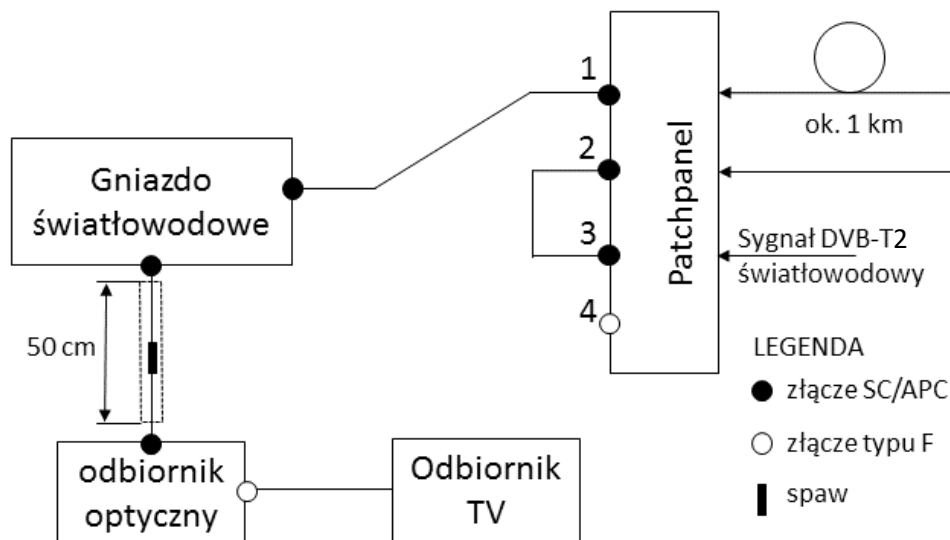 1
2
3
4
Patchpanel
ok. 1 km
Sygnał DVB-T2
światłowodowy
Gniazdo
światłowodowe
50 cm
odbiornik
optyczny
Odbiornik
TV
LEGENDA
złącze SC/APC
złącze typu F
spaw